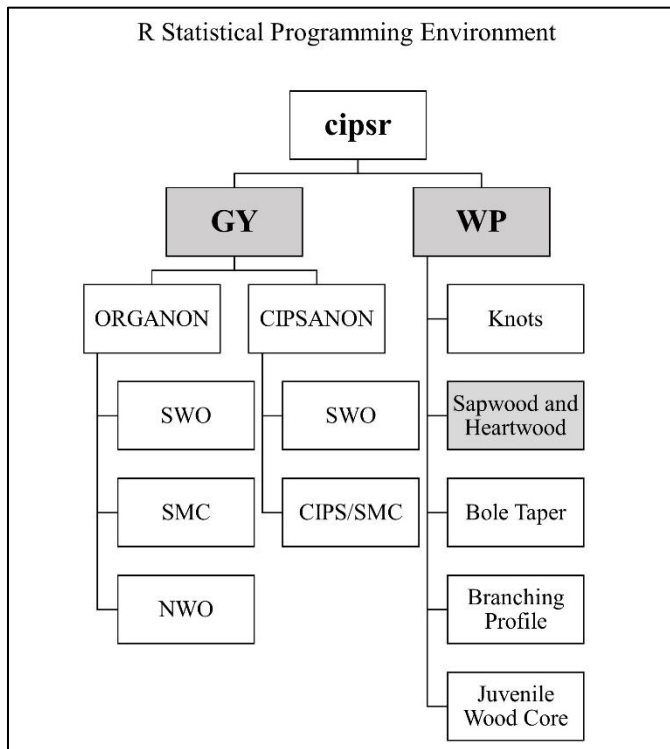 R Statistical Programming Environment
cipsr
GY
WP
ORGANON
CIPSANON
Knots
SWO
SWO
Sapwood and
Heartwood
SMC
CIPS/SMC
Bole Taper
NWO
Branching
Profile
Juvenile
Wood Core